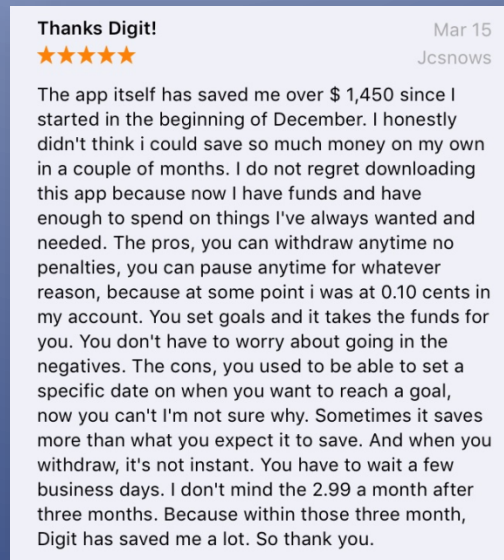 Thanks Digit!
Mar 15
Jcsnows
The app itself has saved me over $ 1,450 since I
started in the beginning of December. I honestly
didn't think i could save so much money on my own
in a couple of months. I do not regret downloading
this app because now I have funds and have
enough to spend on things I've always wanted and
needed. The pros, you can withdraw anytime no
penalties, you can pause anytime for whatever
reason, because at some point i was at 0.10 cents in
my account. You set goals and it takes the funds for
you. You don't have to worry about going in the
negatives. The cons, you used to be able to set a
specific date on when you want to reach a goal,
now you can't I'm not sure why. Sometimes it saves
more than what you expect it to save. And when you
withdraw, it's not instant. You have to wait a few
business days. I don't mind the 2.99 a month after
three months. Because within those three month,
Digit has saved me a lot. So thank you.